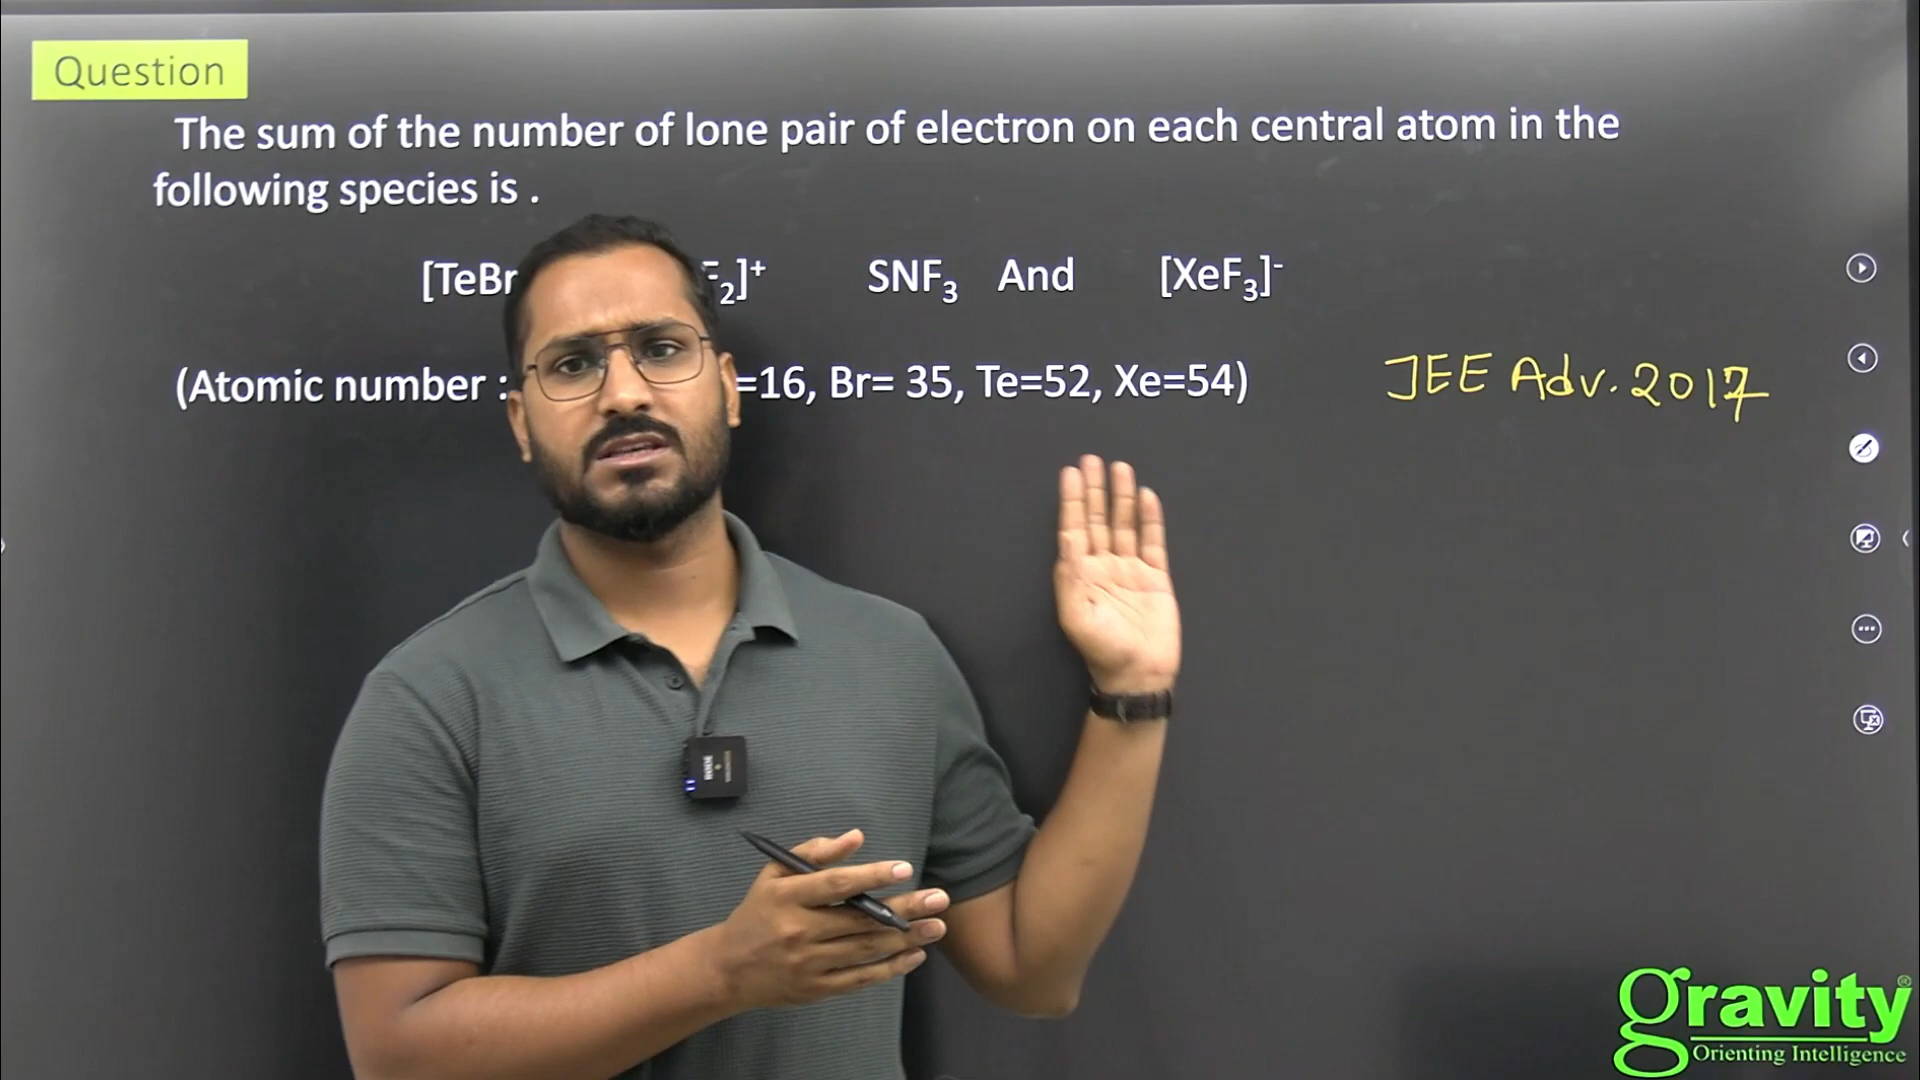 Question
The sum of the number of lone pair of electron on each central atom in the
following species is .
[TeBr F₂]⁺ SNF₃ And [XeF₃]⁻
(Atomic number : =16, Br= 35, Te=52, Xe=54)
JEE Adv. 2017
RODE
gravity
Orienting Intelligence